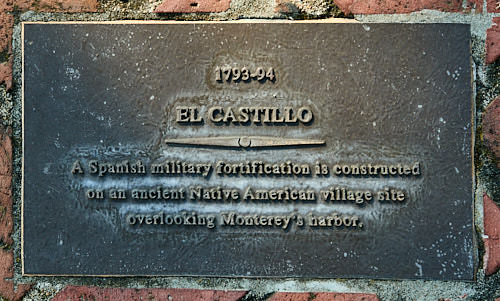 1793-94
EL CASTILLO
A Spanish military fortification is constructed
on an ancient Native American village site
overlooking Monterey's harbor.